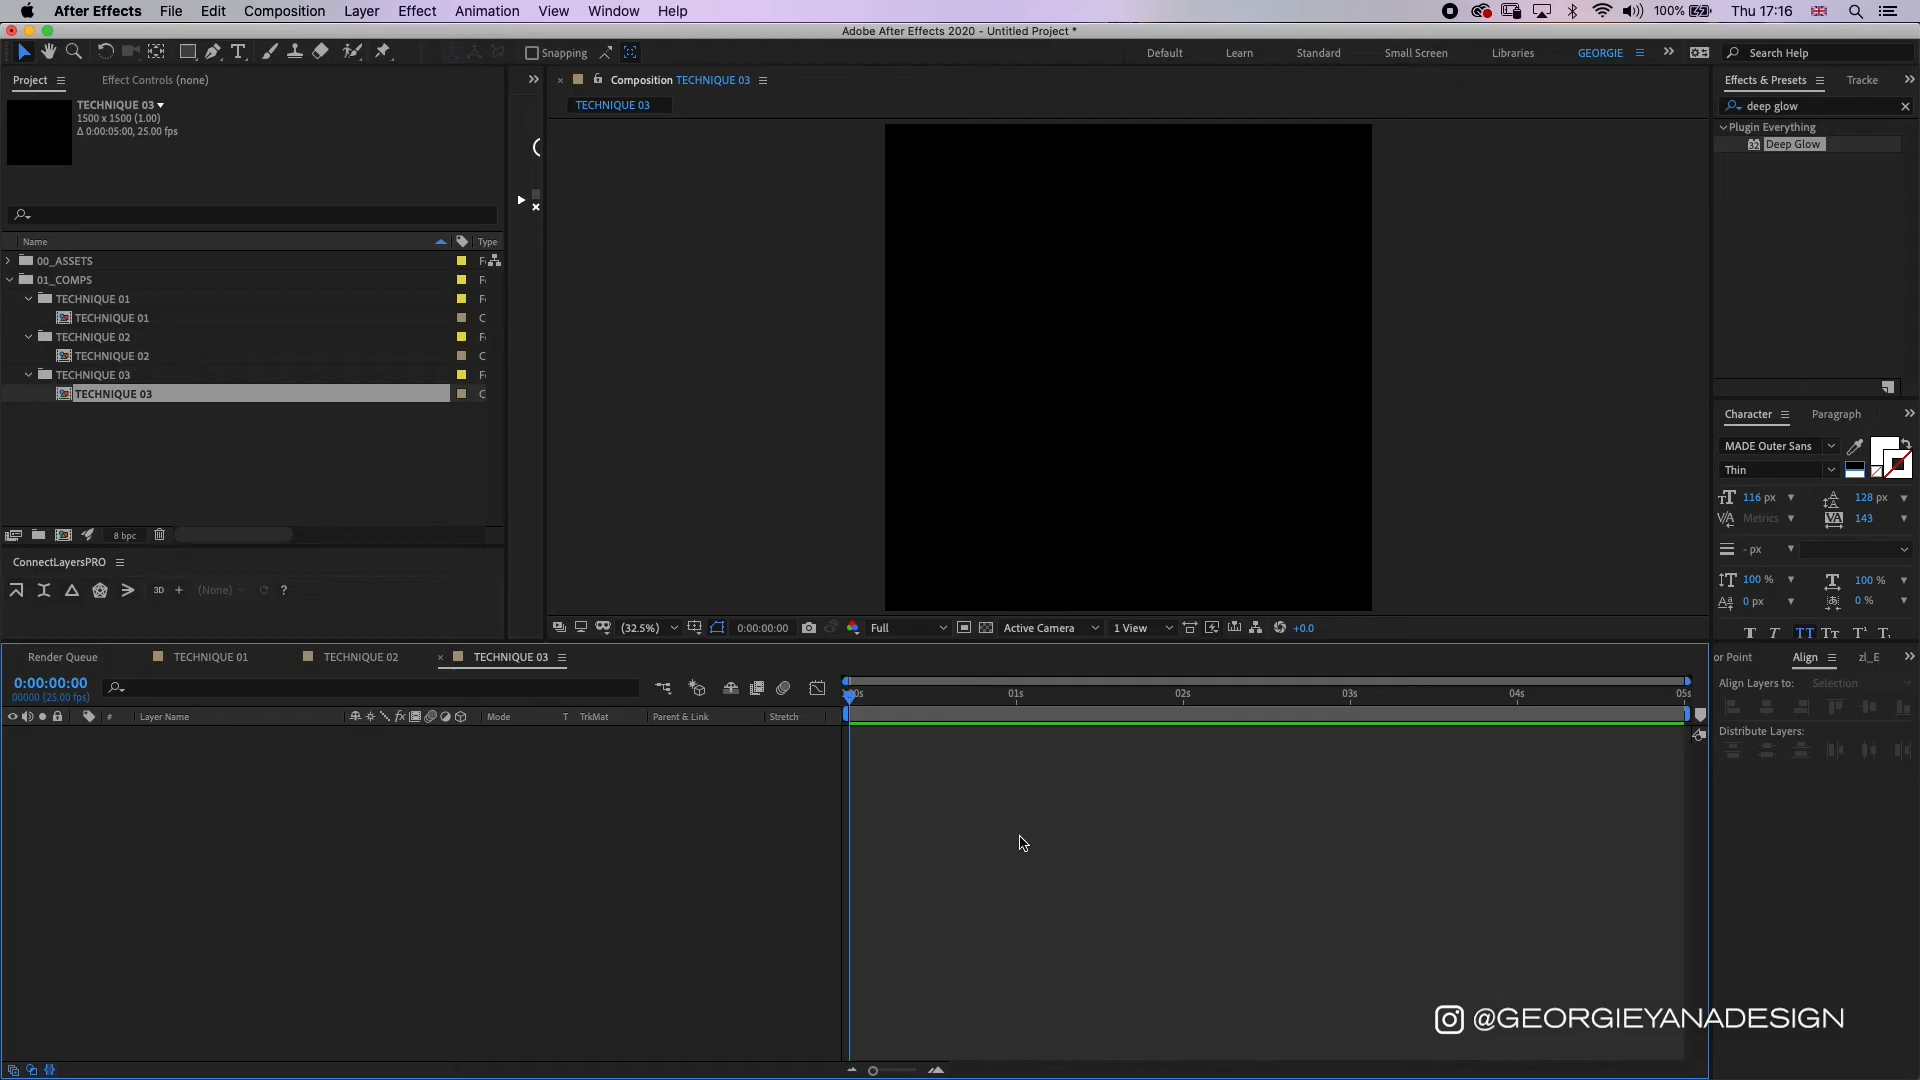 After Effects File Edit Composition Layer Effect Animation View Window Help 100% Thu 17:16
Adobe After Effects 2020 - Untitled Project *
Snapping Default Learn Standard Small Screen Libraries GEORGIE Search Help
Project Effect Controls (none)
TECHNIQUE 03
1500 x 1500 (1.00)
Δ 0:00:05:00, 25.00 fps
Name Type
00_ASSETS
01_COMPS
TECHNIQUE 01
TECHNIQUE 01 C
TECHNIQUE 02
TECHNIQUE 02 C
TECHNIQUE 03
TECHNIQUE 03 C
8 bpc
ConnectLayersPRO
3D + (None) ?
Composition TECHNIQUE 03
TECHNIQUE 03
(32.5%) 0:00:00:00 Full Active Camera 1 View +0.0
Effects & Presets Tracke
deep glow
Plugin Everything
32 Deep Glow
Character Paragraph
MADE Outer Sans
Thin
116 px 128 px
Metrics 143
- px
100 % 100 %
0 px 0 %
or Point Align zl_E
Align Layers to: Selection
Distribute Layers:
Render Queue TECHNIQUE 01 TECHNIQUE 02 TECHNIQUE 03
0:00:00:00
00000 (25.00 fps)
# Layer Name Mode T TrkMat Parent & Link Stretch
01s 02s 03s 04s 05s
@GEORGIEYANADESIGN